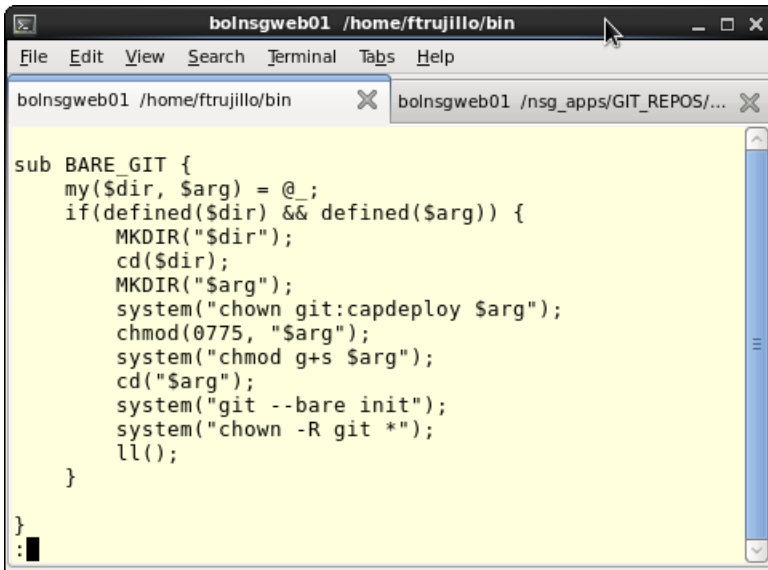 bolnsgweb01 /home/ftrujillo/bin
File Edit View Search Terminal Tabs Help
bolnsgweb01 /home/ftrujillo/bin bolnsgweb01 /nsg_apps/GIT_REPOS/...
sub BARE_GIT {
    my($dir, $arg) = @_;
    if(defined($dir) && defined($arg)) {
        MKDIR("$dir");
        cd($dir);
        MKDIR("$arg");
        system("chown git:capdeploy $arg");
        chmod(0775, "$arg");
        system("chmod g+s $arg");
        cd("$arg");
        system("git --bare init");
        system("chown -R git *");
        ll();
    }
}
: